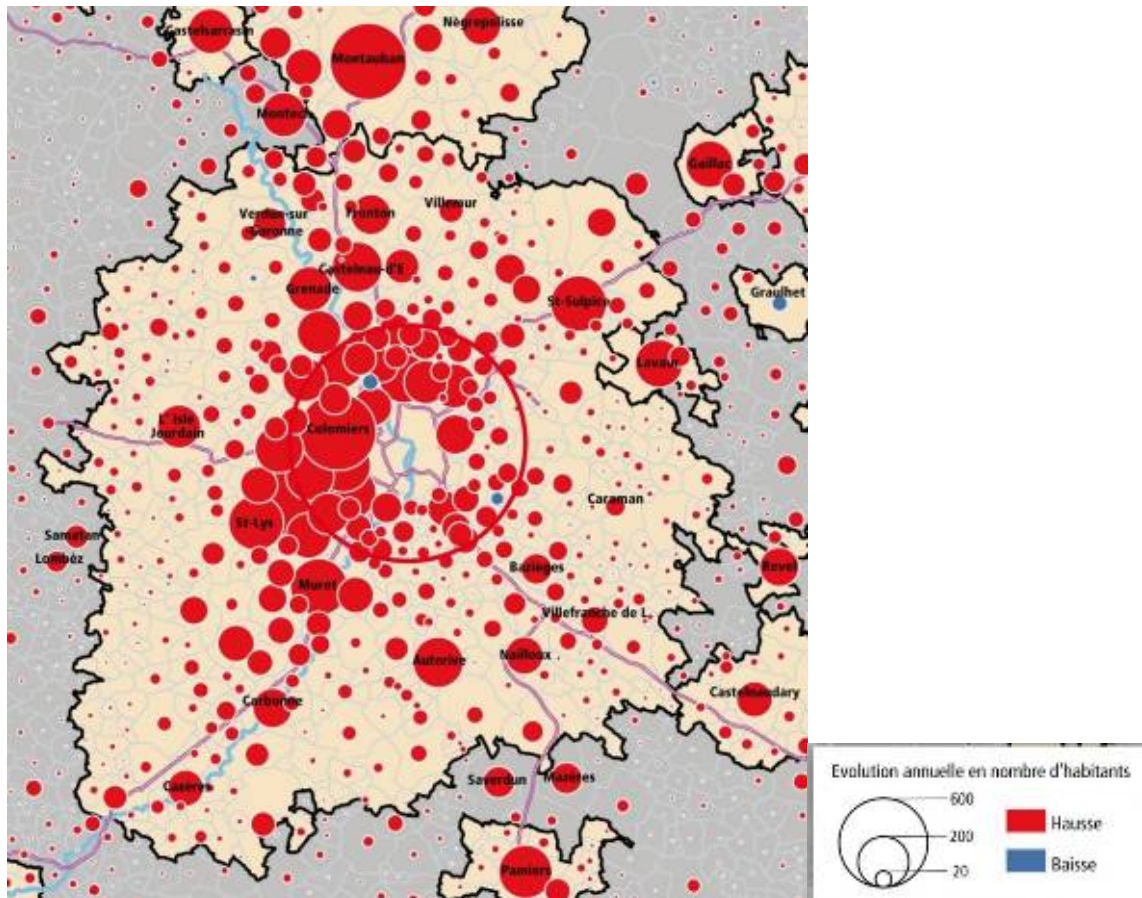 Castelsarrasin
Nègrepelisse
Montauban
Montech
Gaillac
Verdun-sur
Garonne
Fronton
Villemur
Castelnau-d'E
Grenade
St-Sulpice
Graulhet
Lavaur
L' Isle
Jourdain
Colomiers
Caraman
St-Lys
Samatan
Lombéz
Bazièges
Revel
Muret
Villefranche de L.
Auterive
Nailloux
Castelnaudary
Carbonne
Cazères
Saverdun
Mazères
Pamiers
Evolution annuelle en nombre d'habitants
600
200
20
Hausse
Baisse